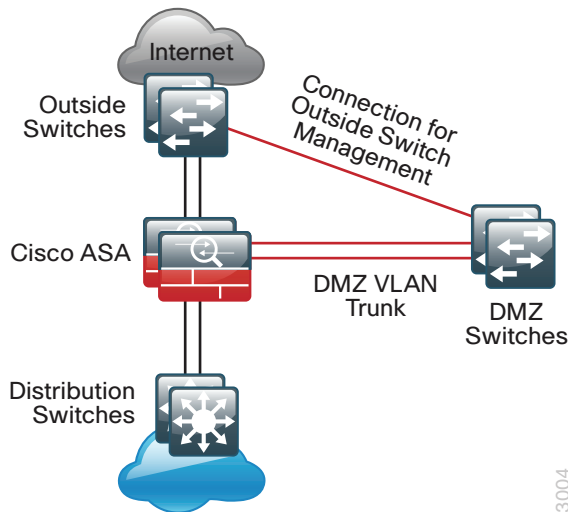 Internet
Outside
Switches
Connection for
Outside Switch
Management
Cisco ASA
DMZ VLAN
Trunk
DMZ
Switches
Distribution
Switches
3004